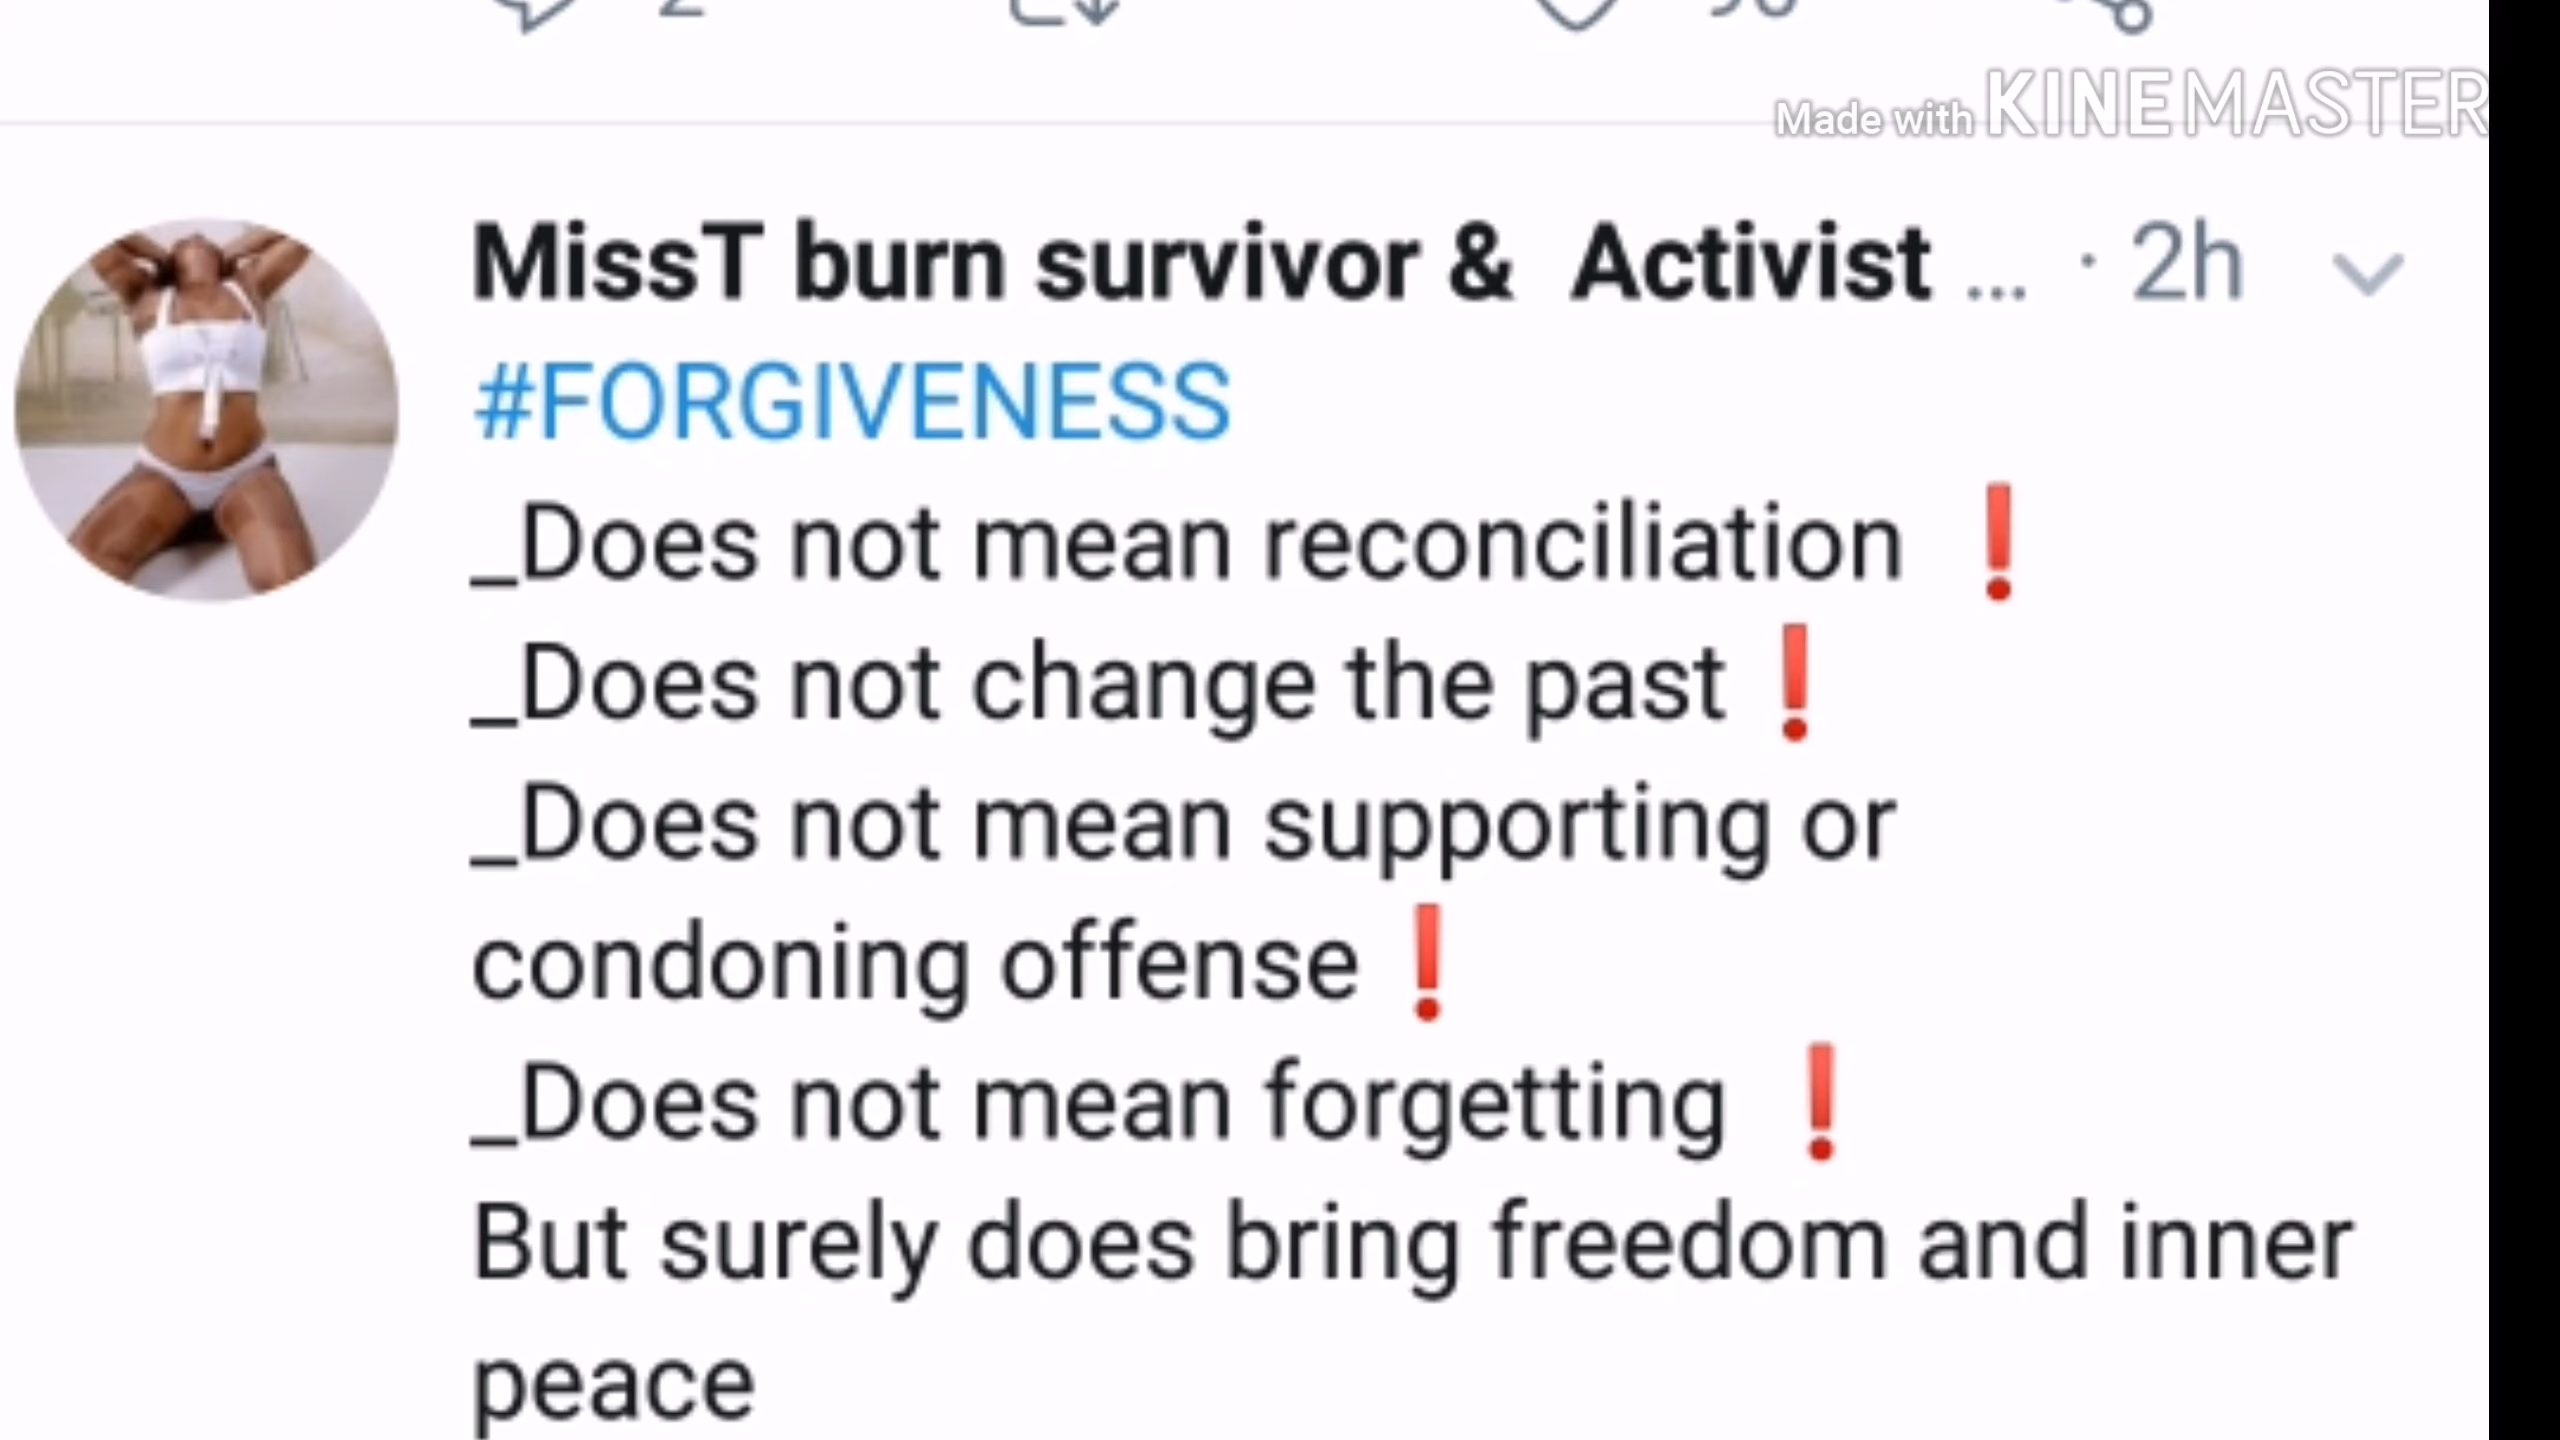 2
Made with KINEMASTER
MissT burn survivor & Activist ... · 2h
#FORGIVENESS
_Does not mean reconciliation ❗
_Does not change the past❗
_Does not mean supporting or
condoning offense❗
_Does not mean forgetting ❗
But surely does bring freedom and inner
peace